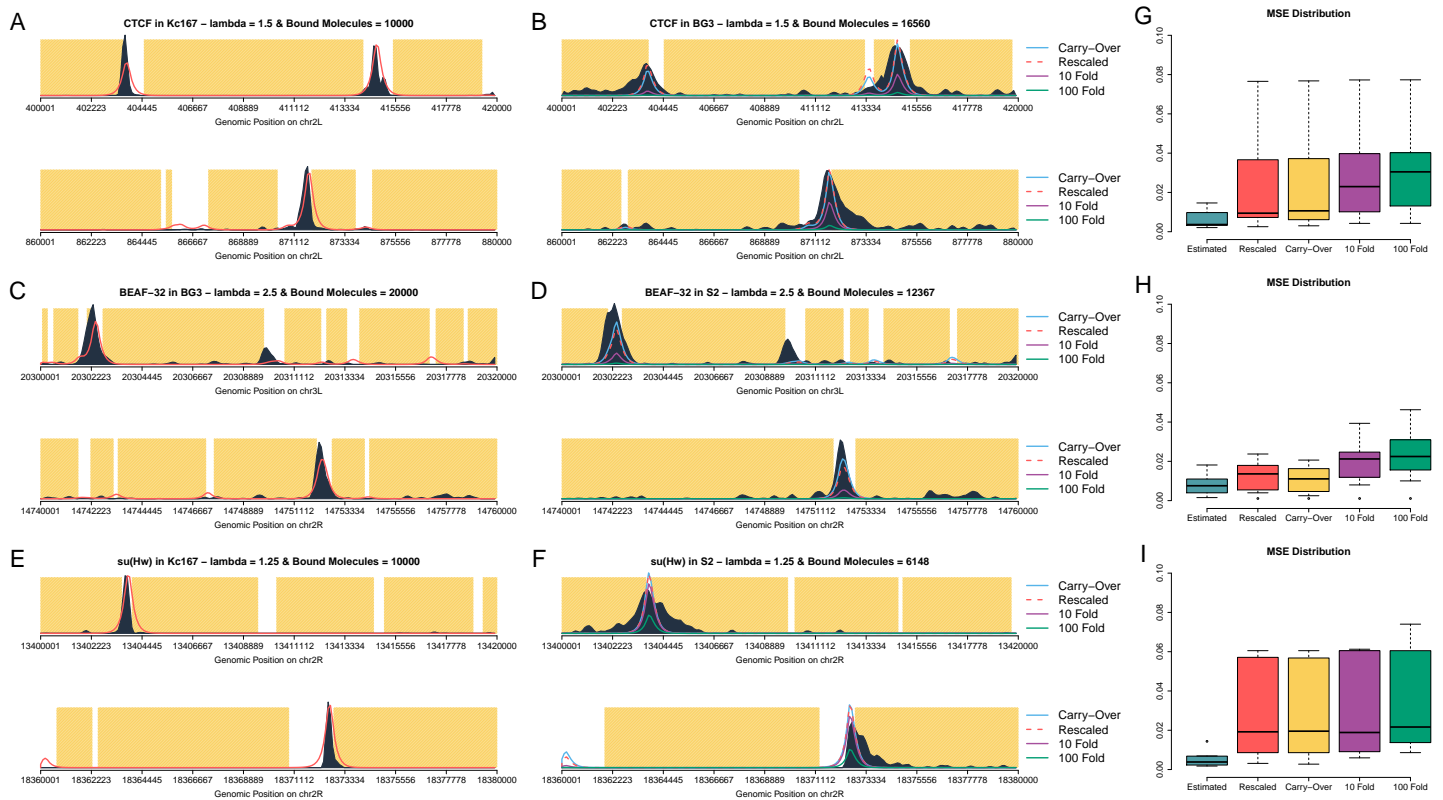 A
CTCF in Kc167 – lambda = 1.5 & Bound Molecules = 10000
400001 402223 404445 406667 408889 411112 413334 415556 417778 420000
Genomic Position on chr2L
860001 862223 864445 866667 868889 871112 873334 875556 877778 880000
Genomic Position on chr2L
B
CTCF in BG3 – lambda = 1.5 & Bound Molecules = 16560
Carry–Over
Rescaled
10 Fold
100 Fold
400001 402223 404445 406667 408889 411112 413334 415556 417778 420000
Genomic Position on chr2L
Carry–Over
Rescaled
10 Fold
100 Fold
860001 862223 864445 866667 868889 871112 873334 875556 877778 880000
Genomic Position on chr2L
G
MSE Distribution
0.10
0.08
0.06
0.04
0.02
0.00
Estimated Rescaled Carry–Over 10 Fold 100 Fold
C
BEAF–32 in BG3 – lambda = 2.5 & Bound Molecules = 20000
20300001 20302223 20304445 20306667 20308889 20311112 20313334 20315556 20317778 20320000
Genomic Position on chr3L
14740001 14742223 14744445 14746667 14748889 14751112 14753334 14755556 14757778 14760000
Genomic Position on chr2R
D
BEAF–32 in S2 – lambda = 2.5 & Bound Molecules = 12367
Carry–Over
Rescaled
10 Fold
100 Fold
20300001 20302223 20304445 20306667 20308889 20311112 20313334 20315556 20317778 20320000
Genomic Position on chr3L
Carry–Over
Rescaled
10 Fold
100 Fold
14740001 14742223 14744445 14746667 14748889 14751112 14753334 14755556 14757778 14760000
Genomic Position on chr2R
H
MSE Distribution
0.10
0.08
0.06
0.04
0.02
0.00
Estimated Rescaled Carry–Over 10 Fold 100 Fold
E
su(Hw) in Kc167 – lambda = 1.25 & Bound Molecules = 10000
13400001 13402223 13404445 13406667 13408889 13411112 13413334 13415556 13417778 13420000
Genomic Position on chr2R
18360001 18362223 18364445 18366667 18368889 18371112 18373334 18375556 18377778 18380000
Genomic Position on chr2R
F
su(Hw) in S2 – lambda = 1.25 & Bound Molecules = 6148
Carry–Over
Rescaled
10 Fold
100 Fold
13400001 13402223 13404445 13406667 13408889 13411112 13413334 13415556 13417778 13420000
Genomic Position on chr2R
Carry–Over
Rescaled
10 Fold
100 Fold
18360001 18362223 18364445 18366667 18368889 18371112 18373334 18375556 18377778 18380000
Genomic Position on chr2R
I
MSE Distribution
0.10
0.08
0.06
0.04
0.02
0.00
Estimated Rescaled Carry–Over 10 Fold 100 Fold